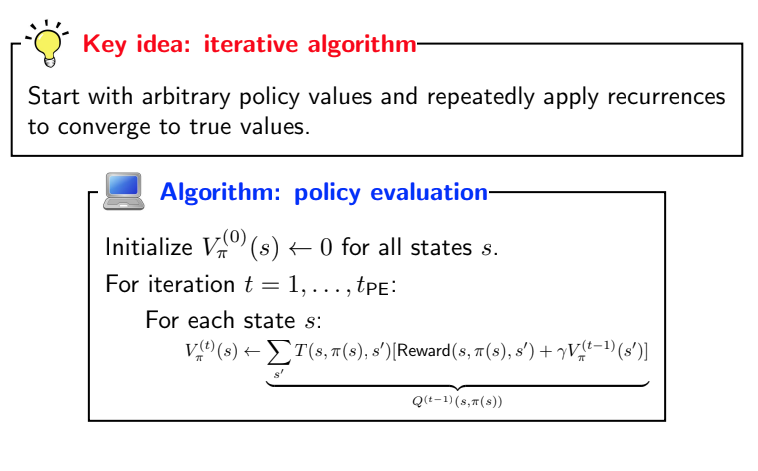 Key idea: iterative algorithm
Start with arbitrary policy values and repeatedly apply recurrences
to converge to true values.
Algorithm: policy evaluation
Initialize $V_\pi^{(0)}(s) \leftarrow 0$ for all states $s$.
For iteration $t = 1, \ldots, t_{\text{PE}}$:
For each state $s$:
$V_\pi^{(t)}(s) \leftarrow \underbrace{\sum_{s'} T(s, \pi(s), s')[\text{Reward}(s, \pi(s), s') + \gamma V_\pi^{(t-1)}(s')]}_{Q^{(t-1)}(s,\pi(s))}$